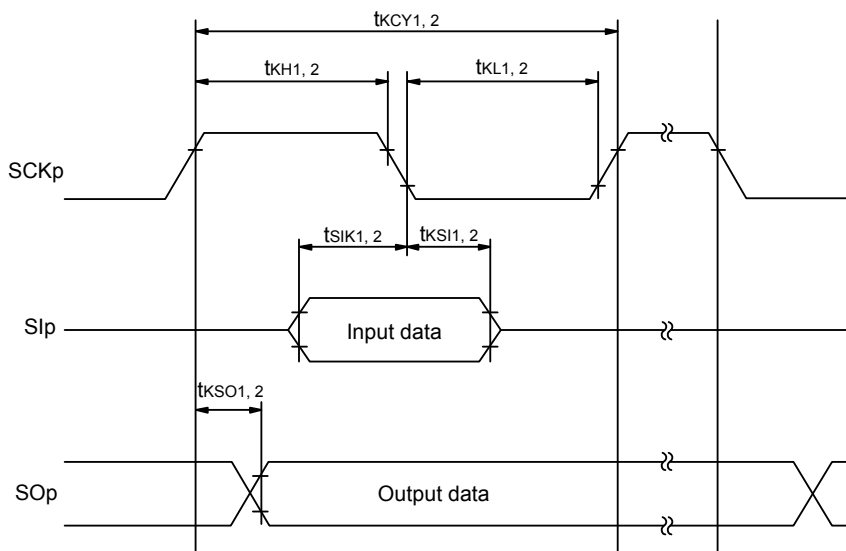 tKCY1, 2
tKH1, 2
tKL1, 2
SCKp
tSIK1, 2
tKSI1, 2
SIp
Input data
tKSO1, 2
SOp
Output data